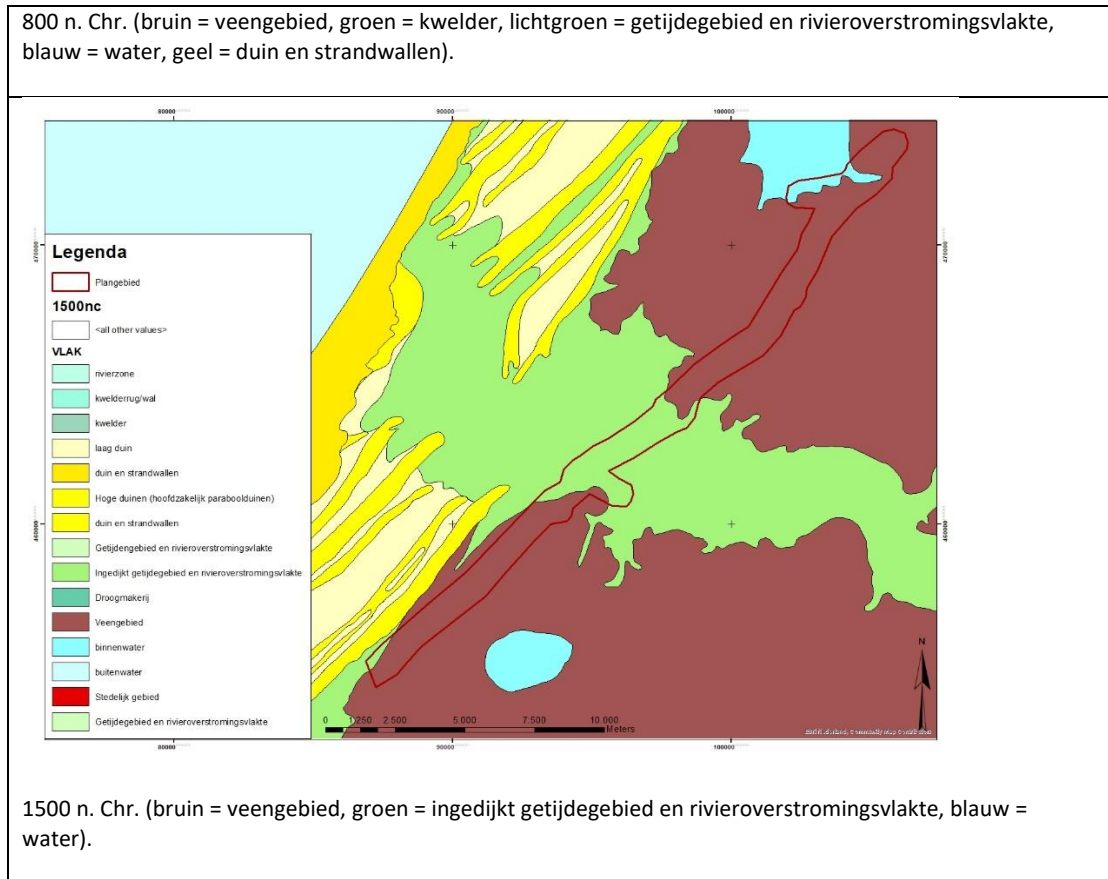 800 n. Chr. (bruin = veengebied, groen = kwelder, lichtgroen = getijdegebied en rivieroverstromingsvlakte,
blauw = water, geel = duin en strandwallen).
80000 90000 100000
470000 470000
Legenda
Plangebied
1500nc
<all other values>
VLAK
rivierzone
kwelderrug/wal
kwelder
laag duin
duin en strandwallen
Hoge duinen (hoofdzakelijk paraboolduinen)
duin en strandwallen
Getijdengebied en rivieroverstromingsvlakte
Ingedijkt getijdegebied en rivieroverstromingsvlakte
Droogmakerij
Veengebied
binnenwater
buitenwater
Stedelijk gebied
Getijdegebied en rivieroverstromingsvlakte
460000 460000
N
0 1.250 2.500 5.000 7.500 10.000
Meters
80000 90000 100000
1500 n. Chr. (bruin = veengebied, groen = ingedijkt getijdegebied en rivieroverstromingsvlakte, blauw =
water).